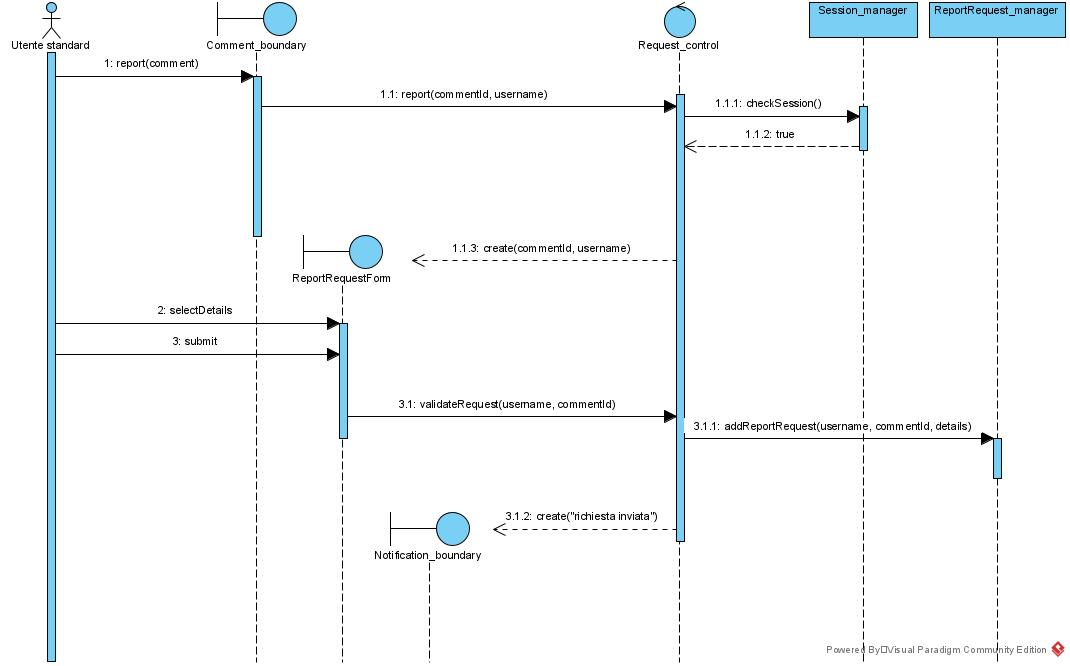 Session_manager
ReportRequest_manager
Utente standard
Comment_boundary
Request_control
1: report(comment)
1.1: report(commentId, username)
1.1.1: checkSession()
1.1.2: true
1.1.3: create(commentId, username)
ReportRequestForm
2: selectDetails
3: submit
3.1: validateRequest(username, commentId)
3.1.1: addReportRequest(username, commentId, details)
3.1.2: create("richiesta inviata")
Notification_boundary
Powered By Visual Paradigm Community Edition